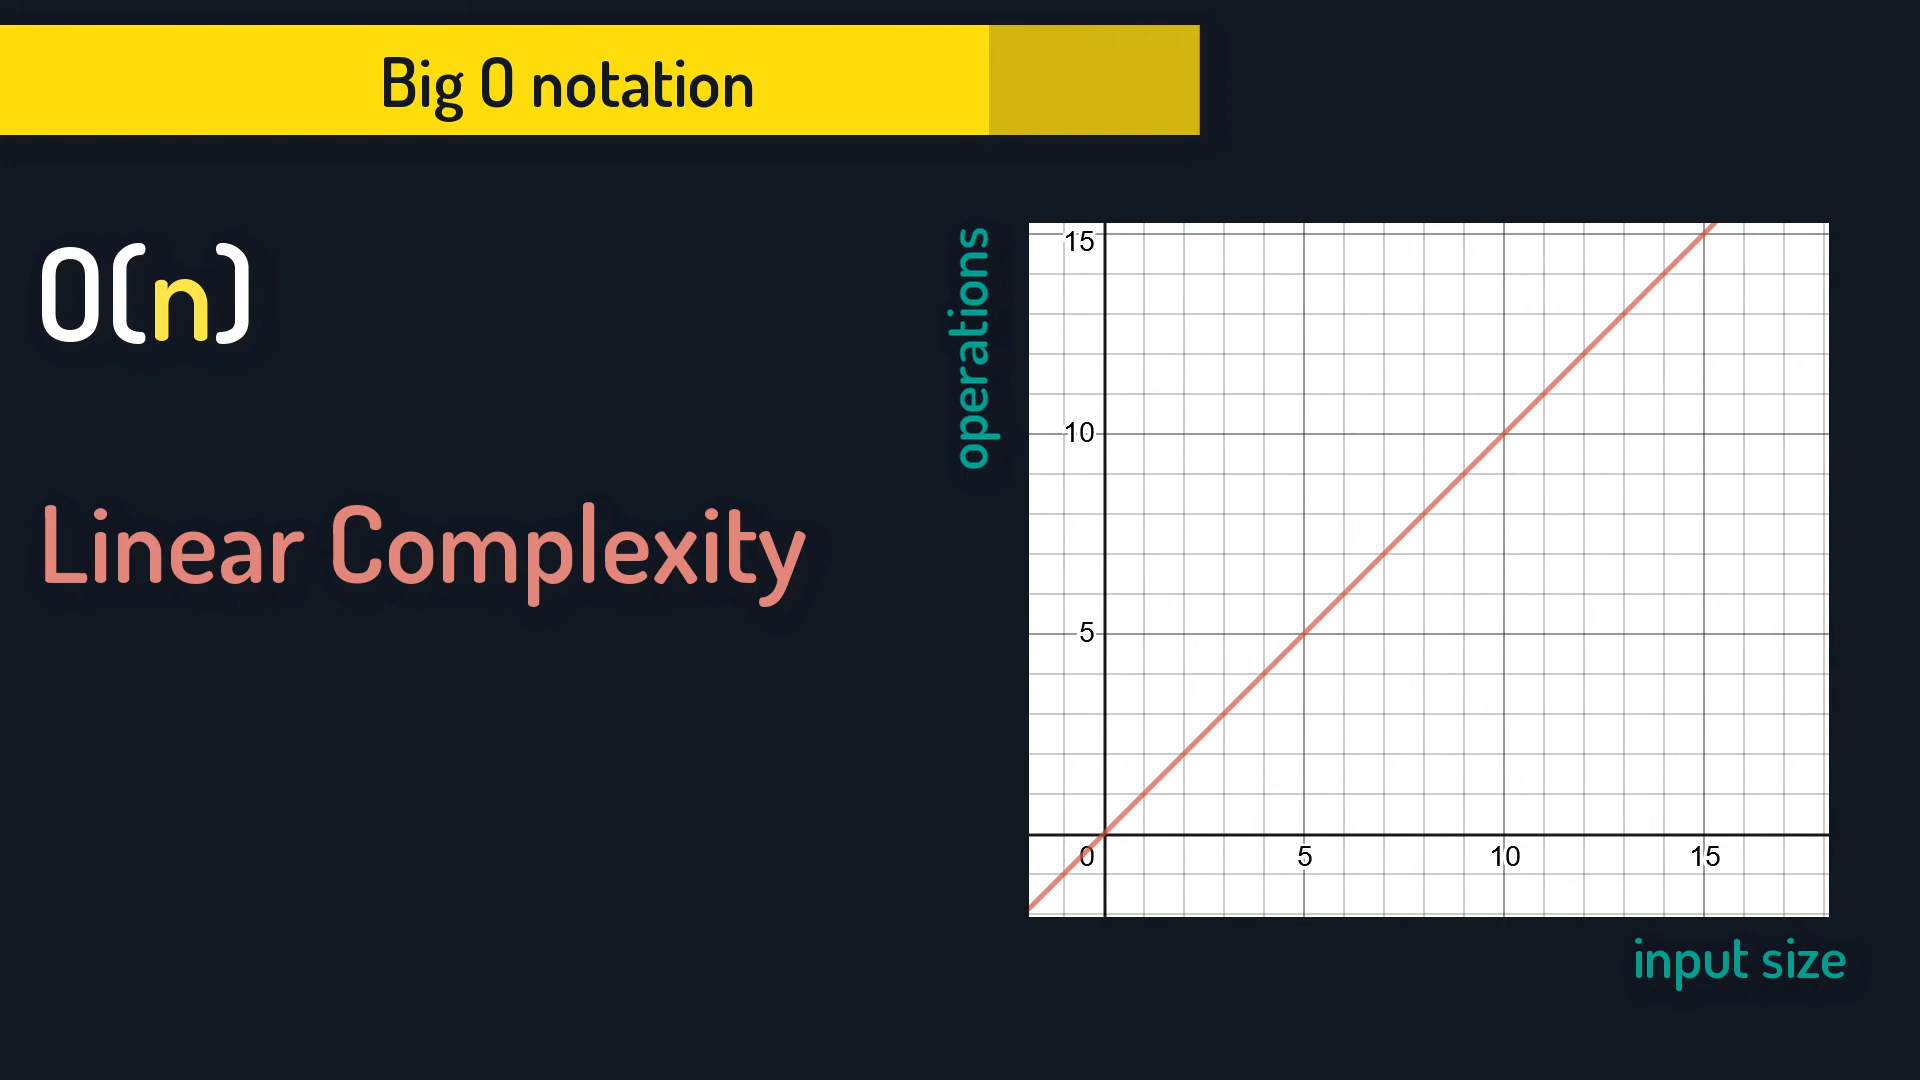 Big O notation
O(n)
Linear Complexity
operations
15
10
5
0
5
10
15
input size